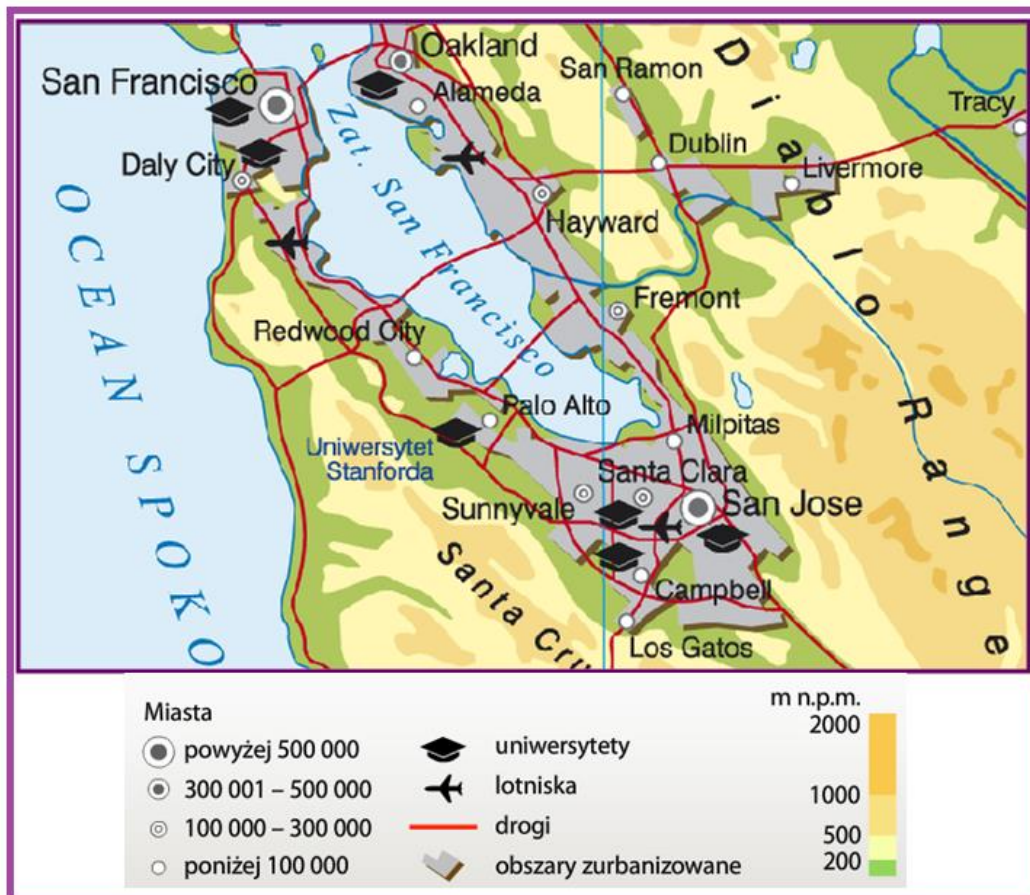 Oakland
San Francisco
San Ramon
Alameda
Tracy
Dublin
Daly City
Livermore
Hayward
Zat. San Francisco
Diablo Range
OCEAN SPOKO
Fremont
Redwood City
Palo Alto
Uniwersytet
Stanforda
Milpitas
Santa Clara
Sunnyvale
San Jose
Campbell
Santa Cru
Los Gatos
Miasta
powyżej 500 000
300 001 – 500 000
100 000 – 300 000
poniżej 100 000
uniwersytety
lotniska
drogi
obszary zurbanizowane
m n.p.m.
2000
1000
500
200